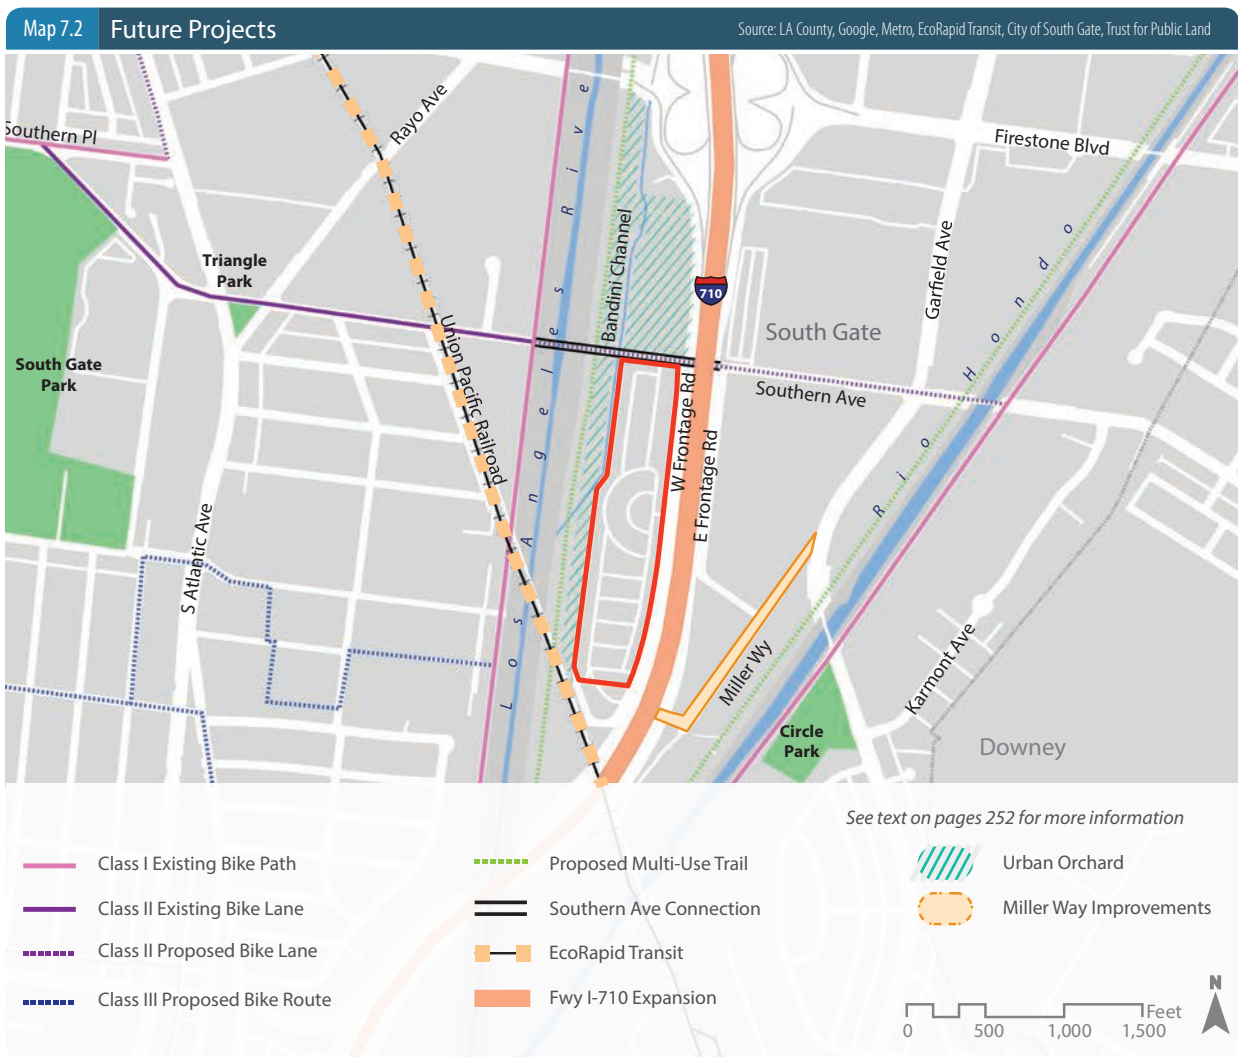 Map 7.2
Future Projects
Source: LA County, Google, Metro, EcoRapid Transit, City of South Gate, Trust for Public Land
Southern Pl
Rayo Ave
Firestone Blvd
Los Angeles Rive
Bandini Channel
Garfield Ave
Rio Hondo
Triangle
Park
710
South Gate
South Gate
Park
Union Pacific Railroad
Southern Ave
W Frontage Rd
E Frontage Rd
S Atlantic Ave
Miller Wy
Karmont Ave
Circle
Park
Downey
See text on pages 252 for more information
Class I Existing Bike Path
Class II Existing Bike Lane
Class II Proposed Bike Lane
Class III Proposed Bike Route
Proposed Multi-Use Trail
Southern Ave Connection
EcoRapid Transit
Fwy I-710 Expansion
Urban Orchard
Miller Way Improvements
N
Feet
0 500 1,000 1,500